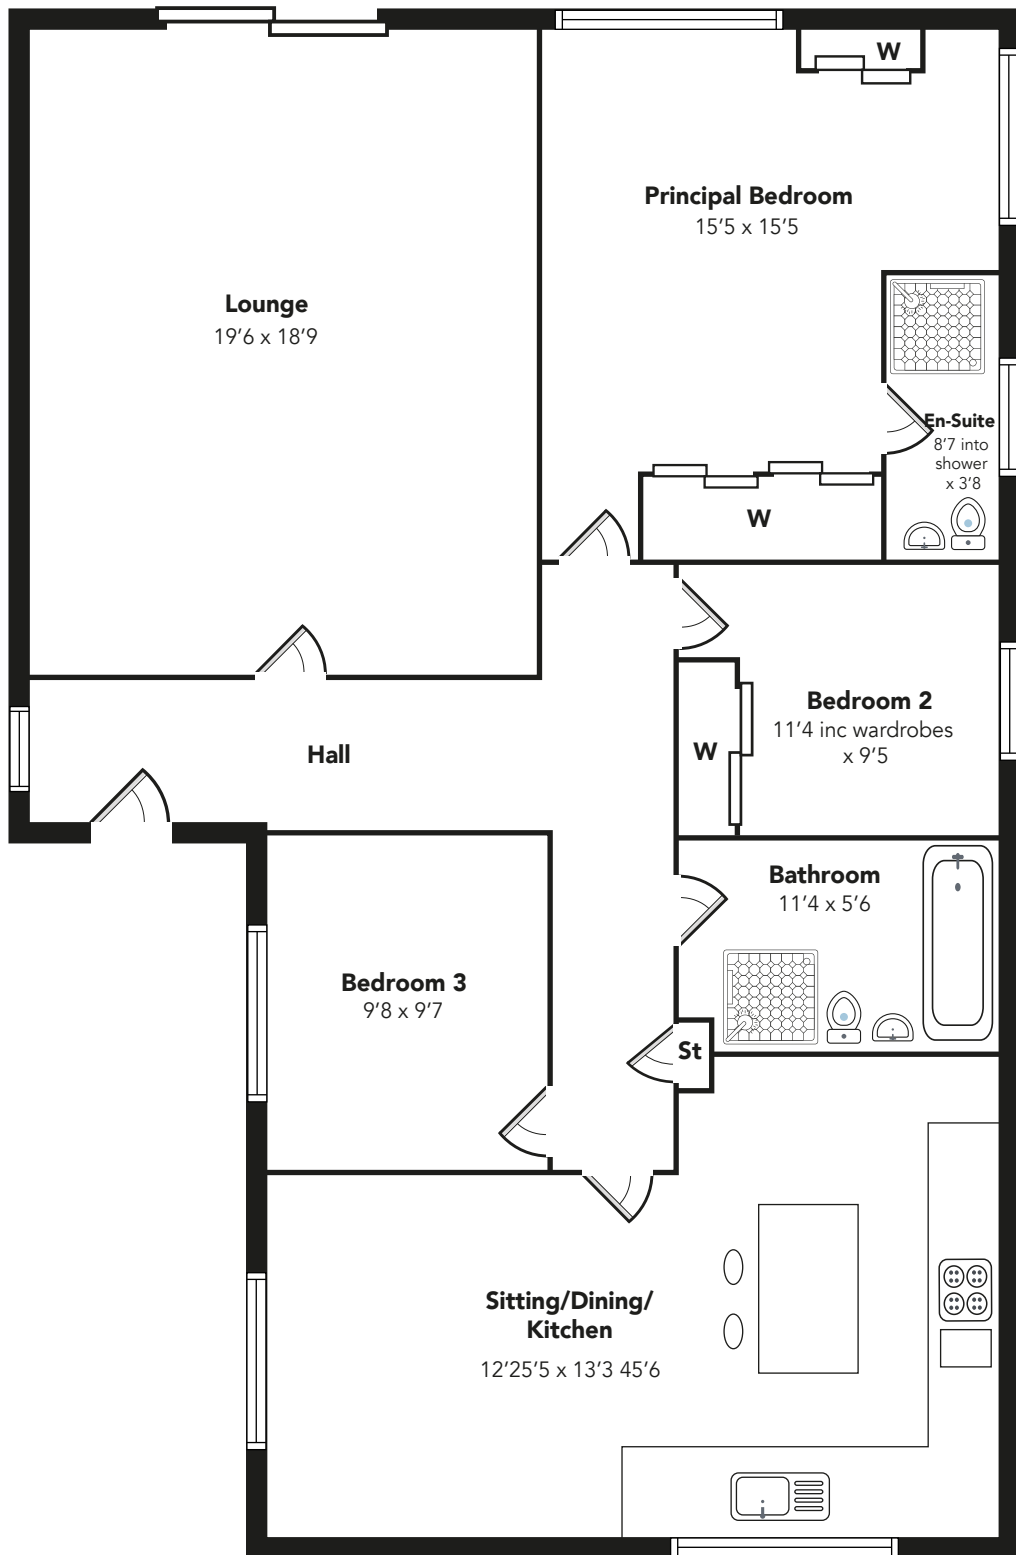 W
Principal Bedroom
15’5 x 15’5
Lounge
19’6 x 18’9
En-Suite
8’7 into
shower
x 3’8
W
Bedroom 2
11’4 inc wardrobes
x 9’5
W
Hall
Bathroom
11’4 x 5’6
Bedroom 3
9’8 x 9’7
St
Sitting/Dining/
Kitchen
12’25’5 x 13’3 45’6